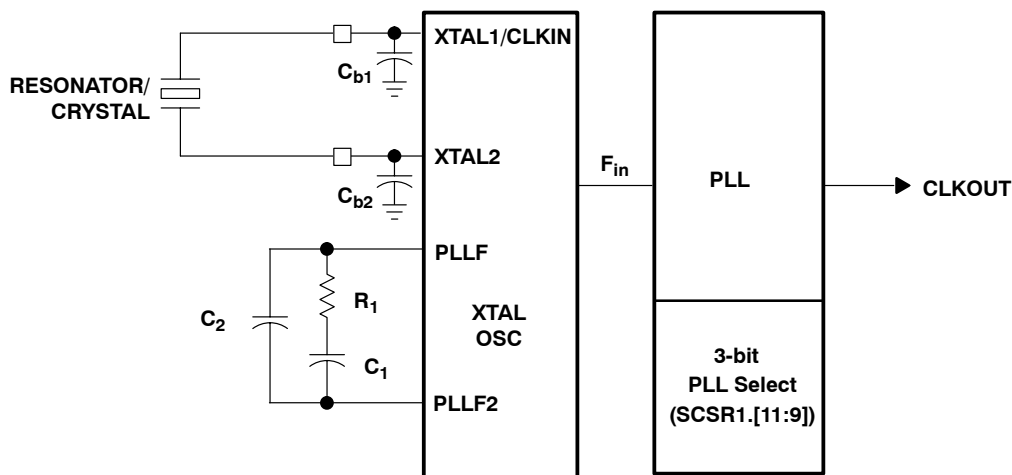 XTAL1/CLKIN
Cb1
RESONATOR/
CRYSTAL
XTAL2
Cb2
Fin
PLL
CLKOUT
PLLF
R1
C2
XTAL
OSC
C1
PLLF2
3-bit
PLL Select
(SCSR1.[11:9])